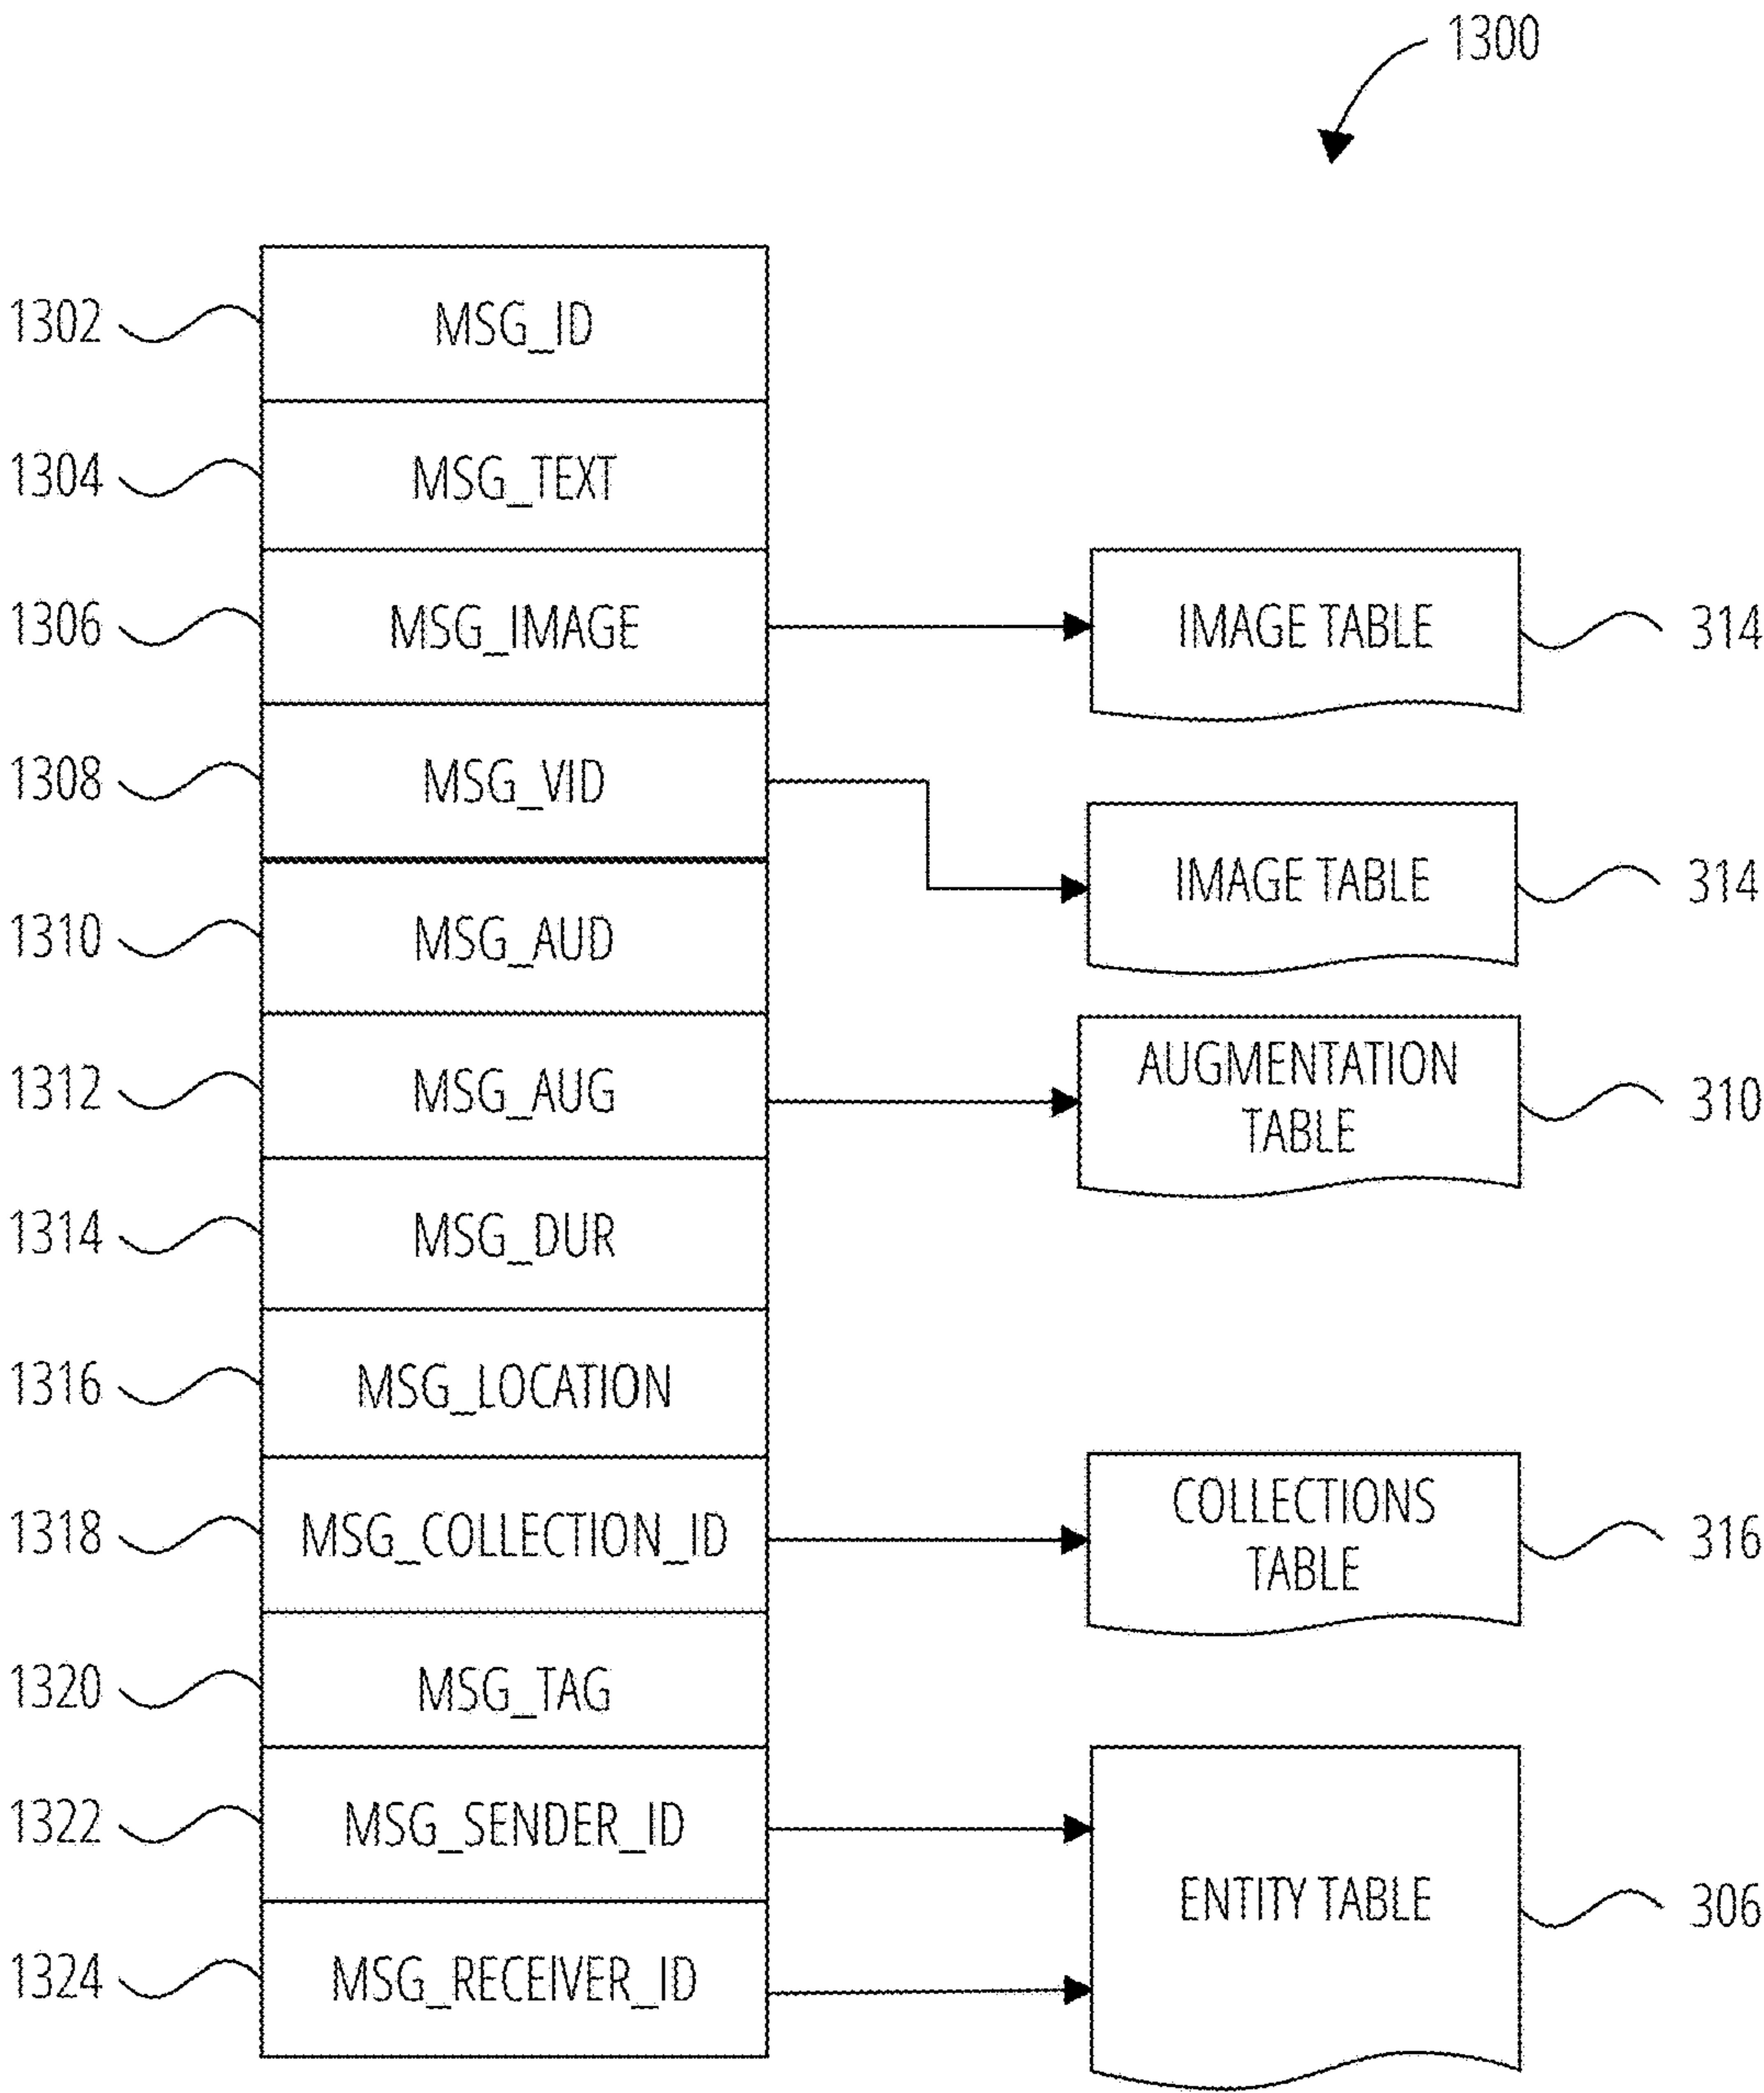 1300
1302 MSG_ID
1304 MSG_TEXT
1306 MSG_IMAGE IMAGE TABLE 314
1308 MSG_VID
IMAGE TABLE 314
1310 MSG_AUD
1312 MSG_AUG AUGMENTATION
TABLE 310
1314 MSG_DUR
1316 MSG_LOCATION
1318 MSG_COLLECTION_ID COLLECTIONS
TABLE 316
1320 MSG_TAG
1322 MSG_SENDER_ID
ENTITY TABLE 306
1324 MSG_RECEIVER_ID